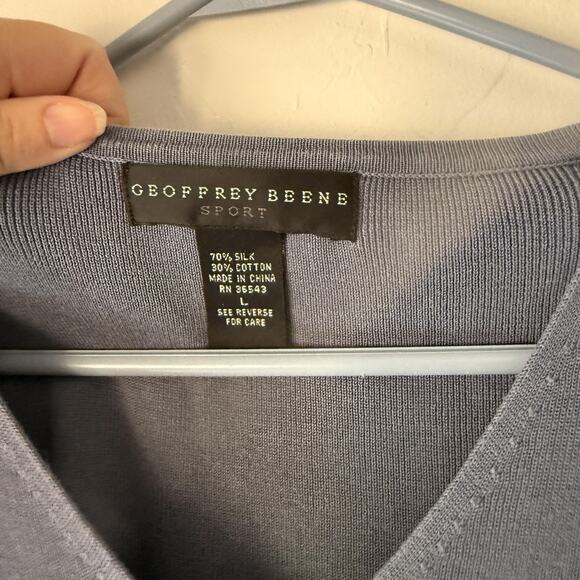 GEOFFREY BEENE
SPORT
70% SILK
30% COTTON
MADE IN CHINA
RN 36543
L
SEE REVERSE
FOR CARE